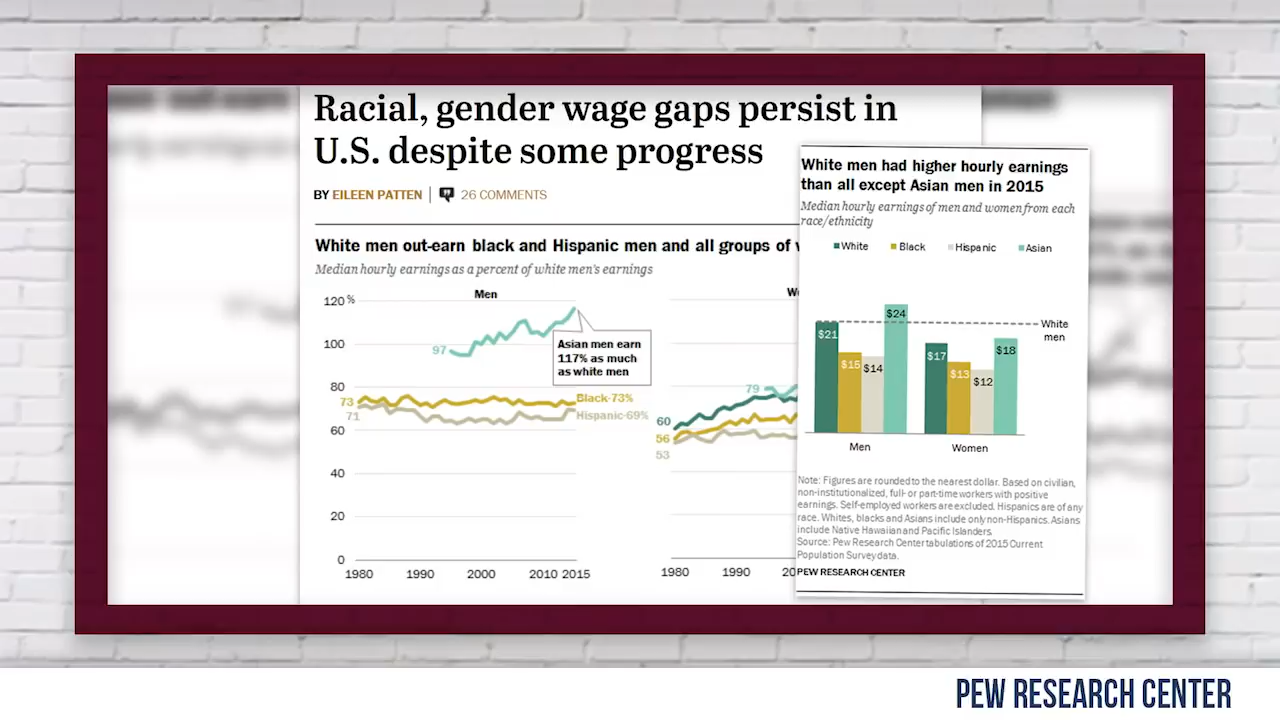 Racial, gender wage gaps persist in
U.S. despite some progress
BY EILEEN PATTEN | 26 COMMENTS
White men out-earn black and Hispanic men and all groups of
Median hourly earnings as a percent of white men's earnings
Men
120 %
100
80
60
40
20
0
97
73
71
Asian men earn
117% as much
as white men
Black-73%
Hispanic-69%
1980 1990 2000 2010 2015
79
60
56
53
1980 1990
White men had higher hourly earnings
than all except Asian men in 2015
Median hourly earnings of men and women from each
race/ethnicity
White Black Hispanic Asian
White
men
$21 $15 $14 $24
$17 $13 $12 $18
Men Women
Note: Figures are rounded to the nearest dollar. Based on civilian,
non-institutionalized, full- or part-time workers with positive
earnings. Self-employed workers are excluded. Hispanics are of any
race. Whites, blacks and Asians include only non-Hispanics. Asians
include Native Hawaiian and Pacific Islanders.
Source: Pew Research Center tabulations of 2015 Current
Population Survey data.
PEW RESEARCH CENTER
PEW RESEARCH CENTER